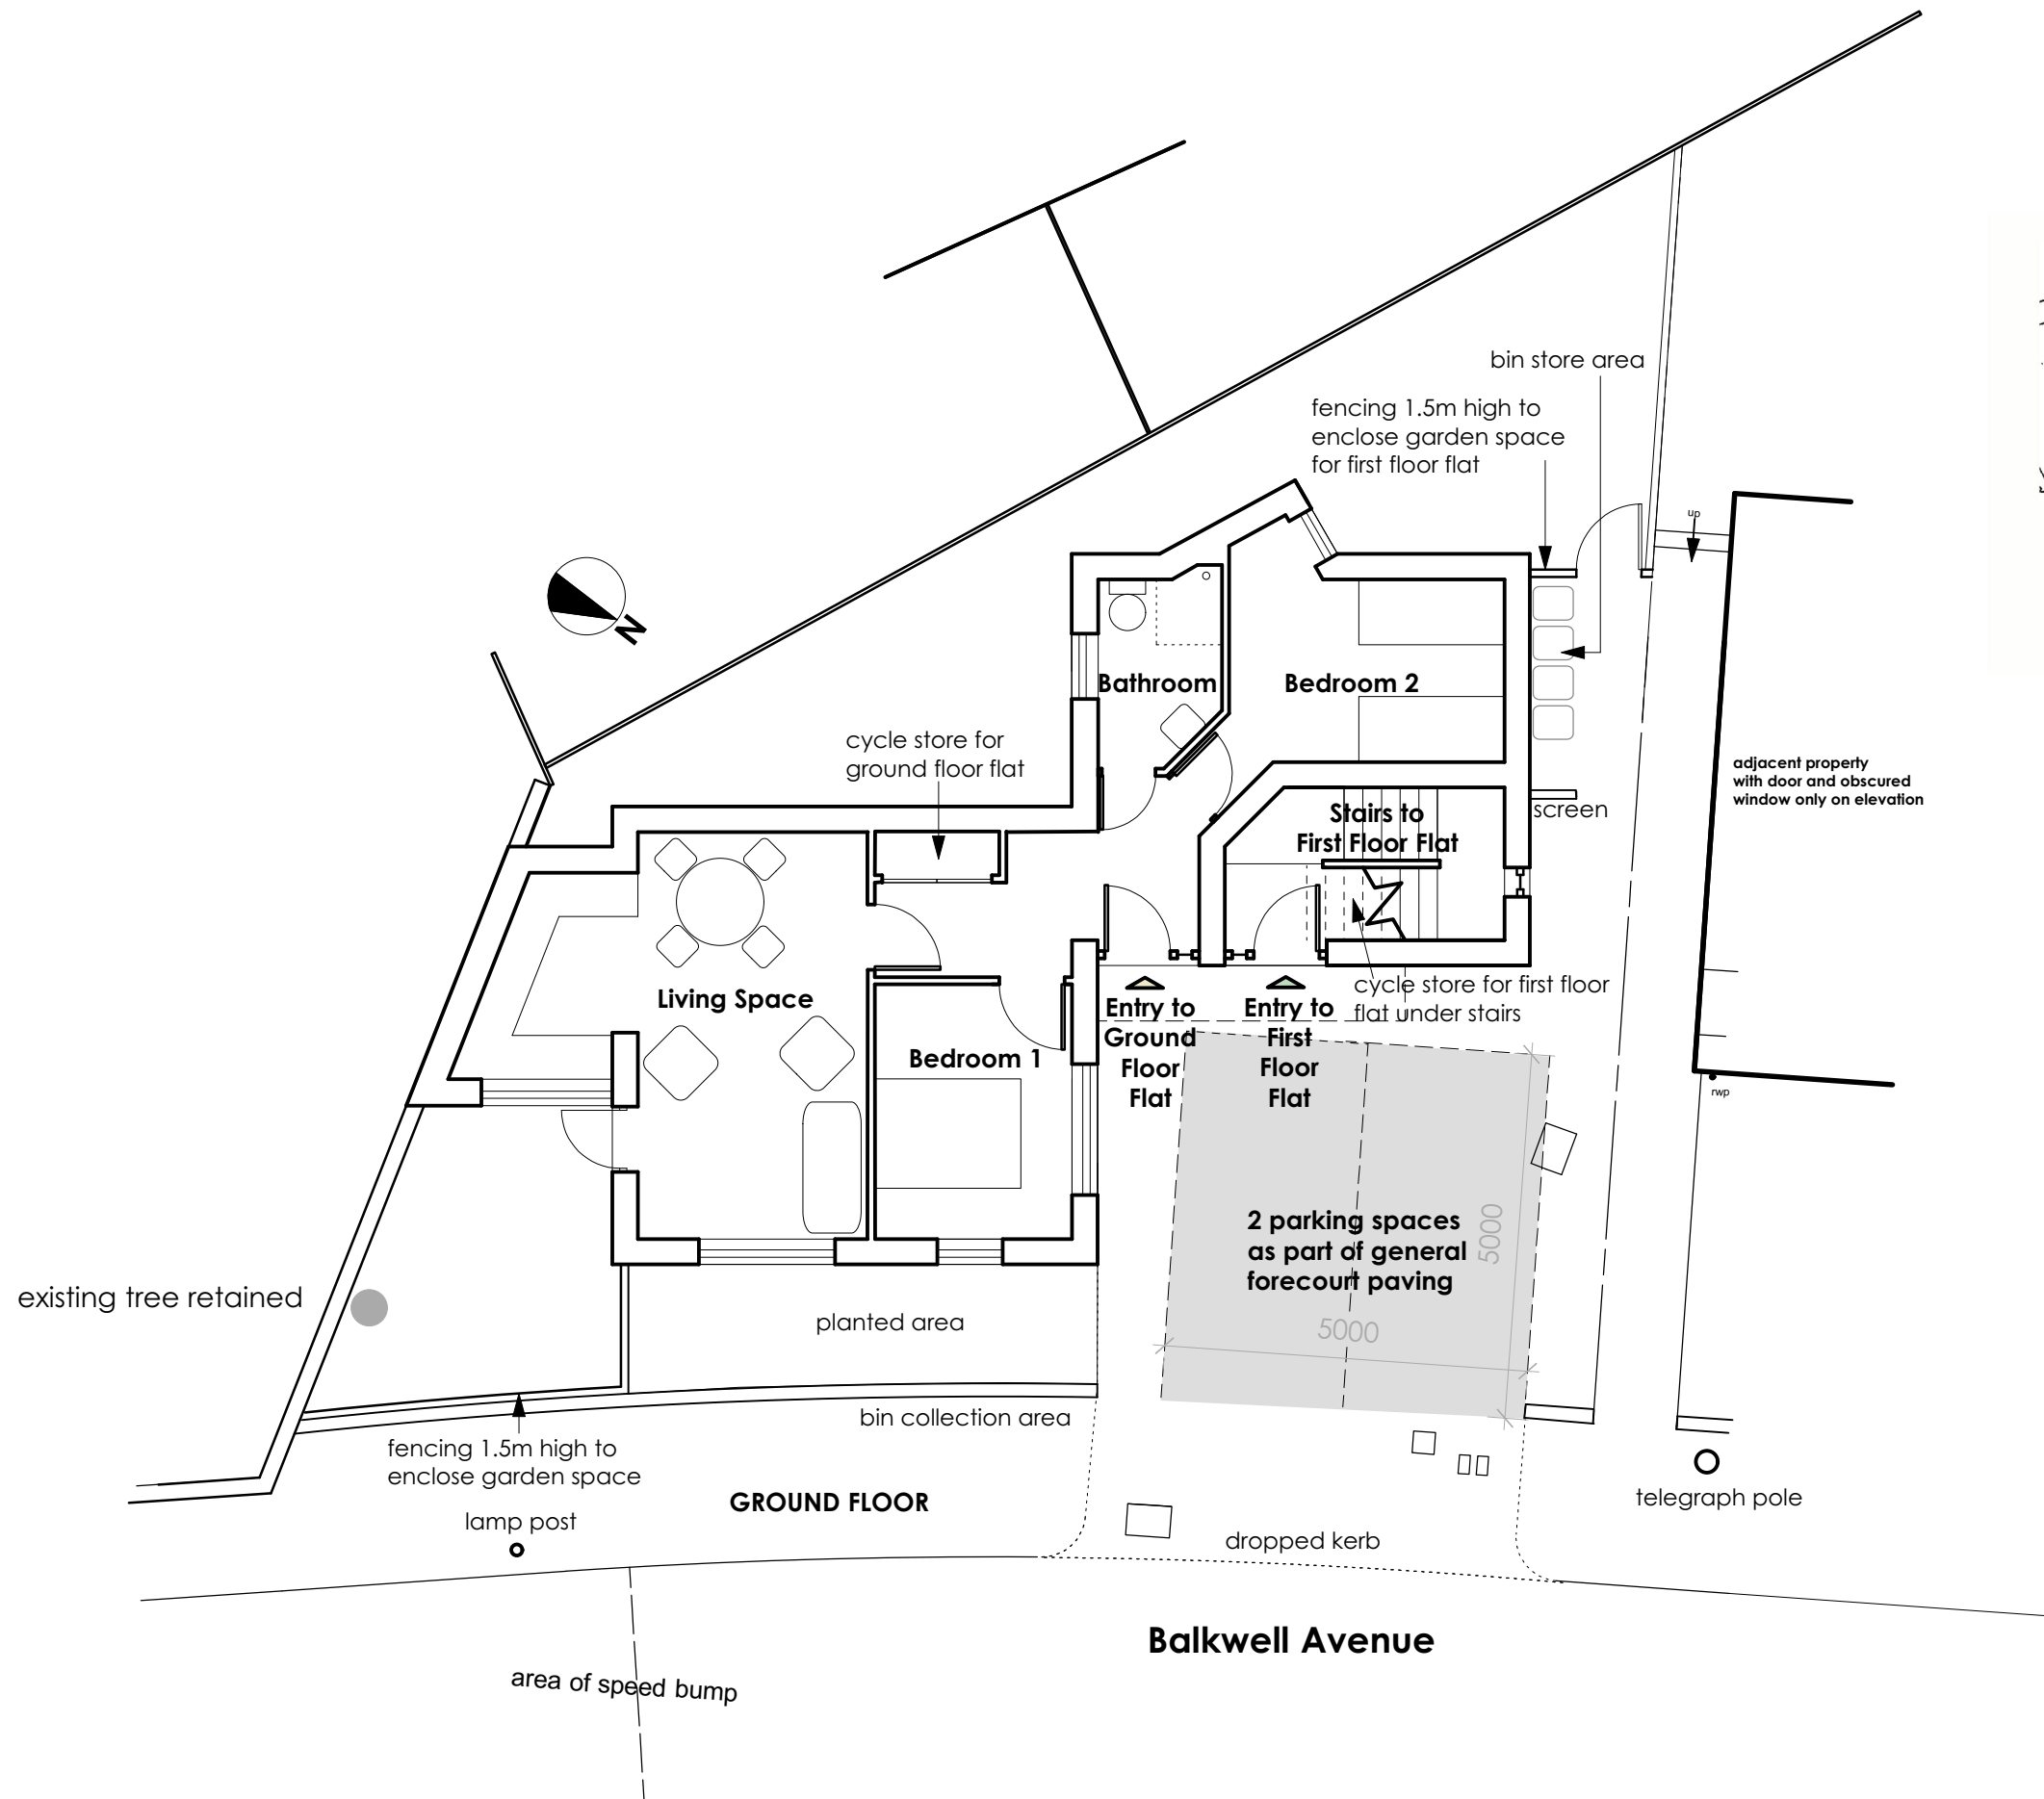 bin store area
fencing 1.5m high to
enclose garden space
for first floor flat
up
N
Bathroom
Bedroom 2
cycle store for
ground floor flat
adjacent property
with door and obscured
window only on elevation
screen
Stairs to
First Floor Flat
cycle store for first floor
flat under stairs
Living Space
Entry to
Ground
Floor
Flat
Entry to
First
Floor
Flat
Bedroom 1
rwp
2 parking spaces
as part of general
forecourt paving
5000
5000
existing tree retained
planted area
bin collection area
fencing 1.5m high to
enclose garden space
GROUND FLOOR
telegraph pole
lamp post
dropped kerb
Balkwell Avenue
area of speed bump